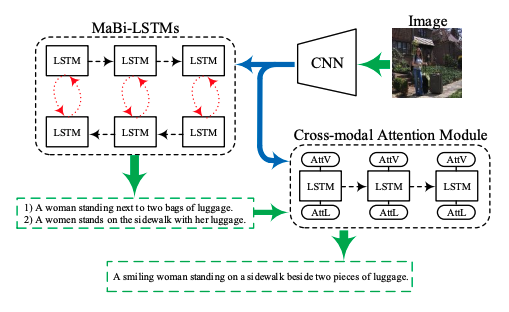 MaBi-LSTMs
Image
LSTM LSTM LSTM
CNN
LSTM LSTM LSTM
Cross-modal Attention Module
AttV AttV AttV
LSTM LSTM LSTM
AttL AttL AttL
1) A woman standing next to two bags of luggage.
2) A women stands on the sidewalk with her luggage.
A smiling woman standing on a sidewalk beside two pieces of luggage.